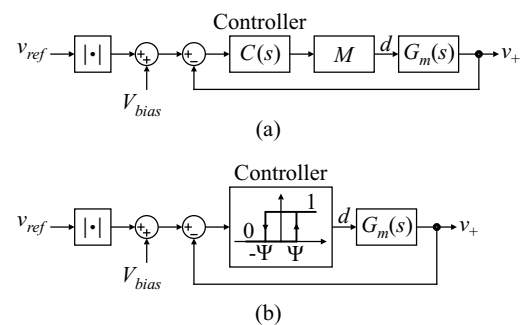 Controller
v_ref |•| + + C(s) M d G_m(s) v_+
+ −
V_bias
(a)
Controller
1
v_ref |•| + + 0 d G_m(s) v_+
+ − -Ψ Ψ
V_bias
(b)